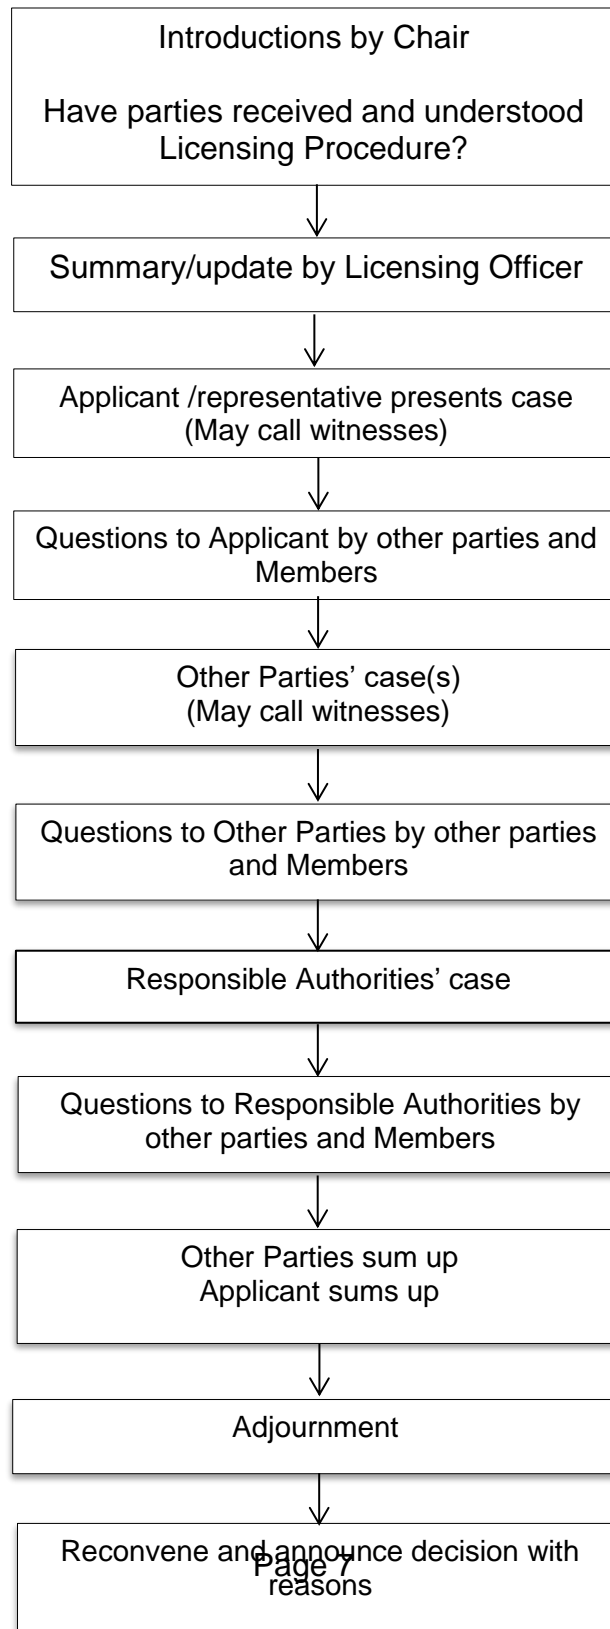 Introductions by Chair
Have parties received and understood
Licensing Procedure?
Summary/update by Licensing Officer
Applicant /representative presents case
(May call witnesses)
Questions to Applicant by other parties and
Members
Other Parties’ case(s)
(May call witnesses)
Questions to Other Parties by other parties
and Members
Responsible Authorities’ case
Questions to Responsible Authorities by
other parties and Members
Other Parties sum up
Applicant sums up
Adjournment
Reconvene and announce decision with
Page 7
reasons